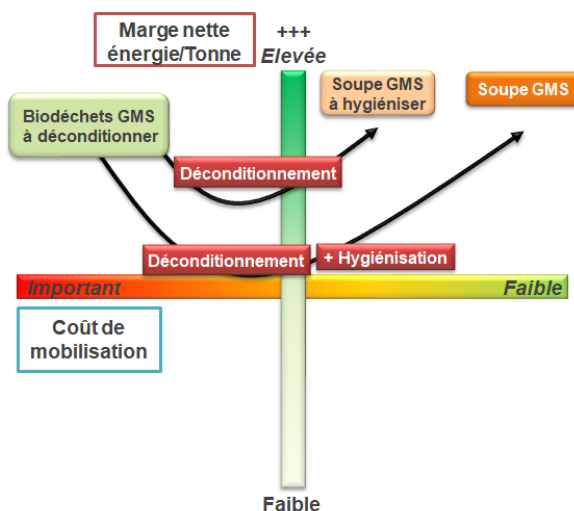 Marge nette
énergie/Tonne
+++
Elevée
Biodéchets GMS
à déconditionner
Soupe GMS
à hygiéniser
Soupe GMS
Déconditionnement
Déconditionnement
+ Hygiénisation
Important
Faible
Coût de
mobilisation
Faible